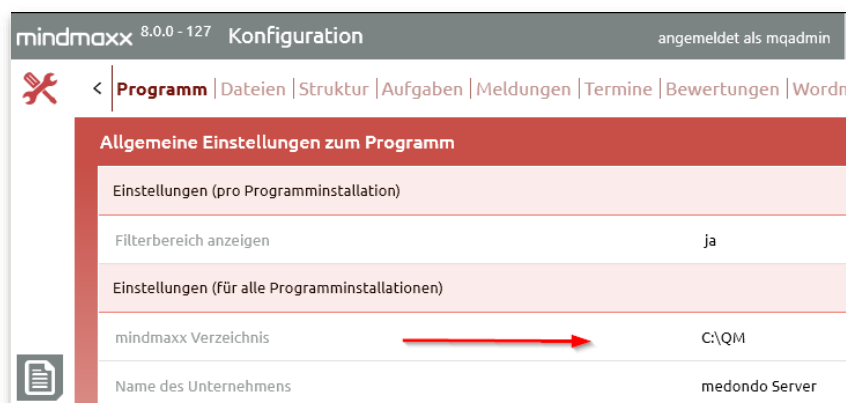 mindmaxx 8.0.0 - 127 Konfiguration angemeldet als mqadmin
< Programm | Dateien | Struktur | Aufgaben | Meldungen | Termine | Bewertungen |
Allgemeine Einstellungen zum Programm
Einstellungen (pro Programminstallation)
Filterbereich anzeigen ja
Einstellungen (für alle Programminstallationen)
mindmaxx Verzeichnis C:\QM
Name des Unternehmens medondo Server